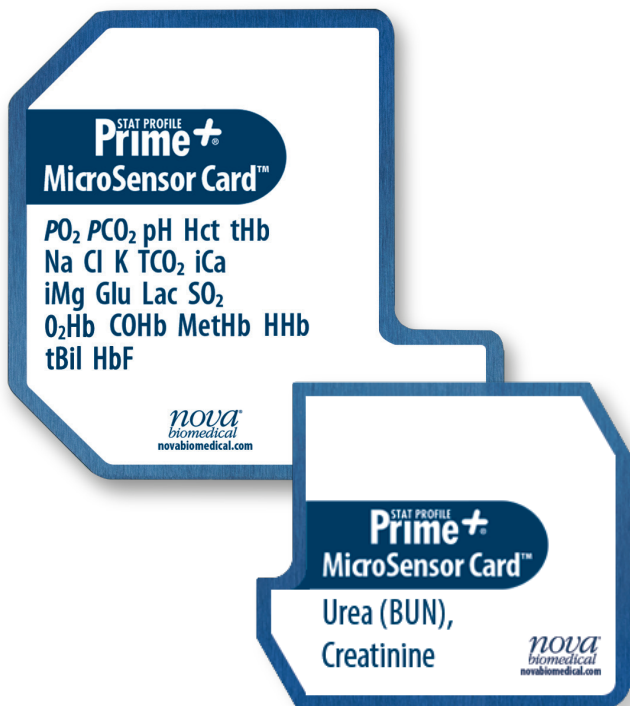 STAT PROFILE
Prime+®
MicroSensor Card™
PO₂ PCO₂ pH Hct tHb
Na Cl K TCO₂ iCa
iMg Glu Lac SO₂
O₂Hb COHb MetHb HHb
tBil HbF
nova®
biomedical
novabiomedical.com
STAT PROFILE
Prime+®
MicroSensor Card™
Urea (BUN),
Creatinine
nova®
biomedical
novabiomedical.com